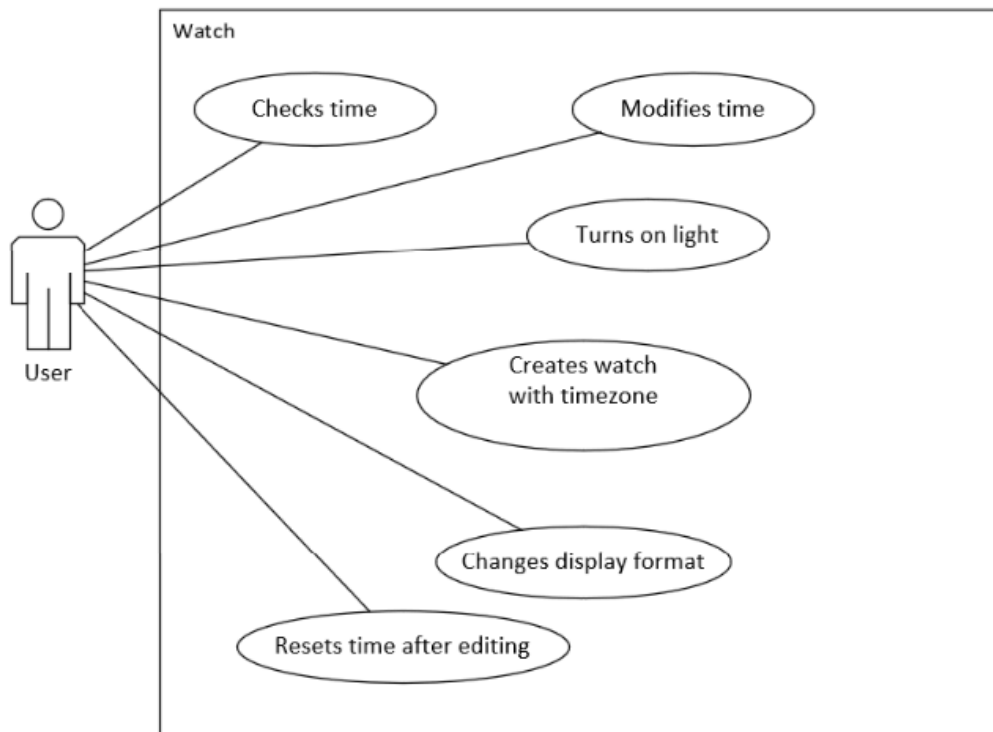 Watch
Checks time
Modifies time
Turns on light
User
Creates watch
with timezone
Changes display format
Resets time after editing